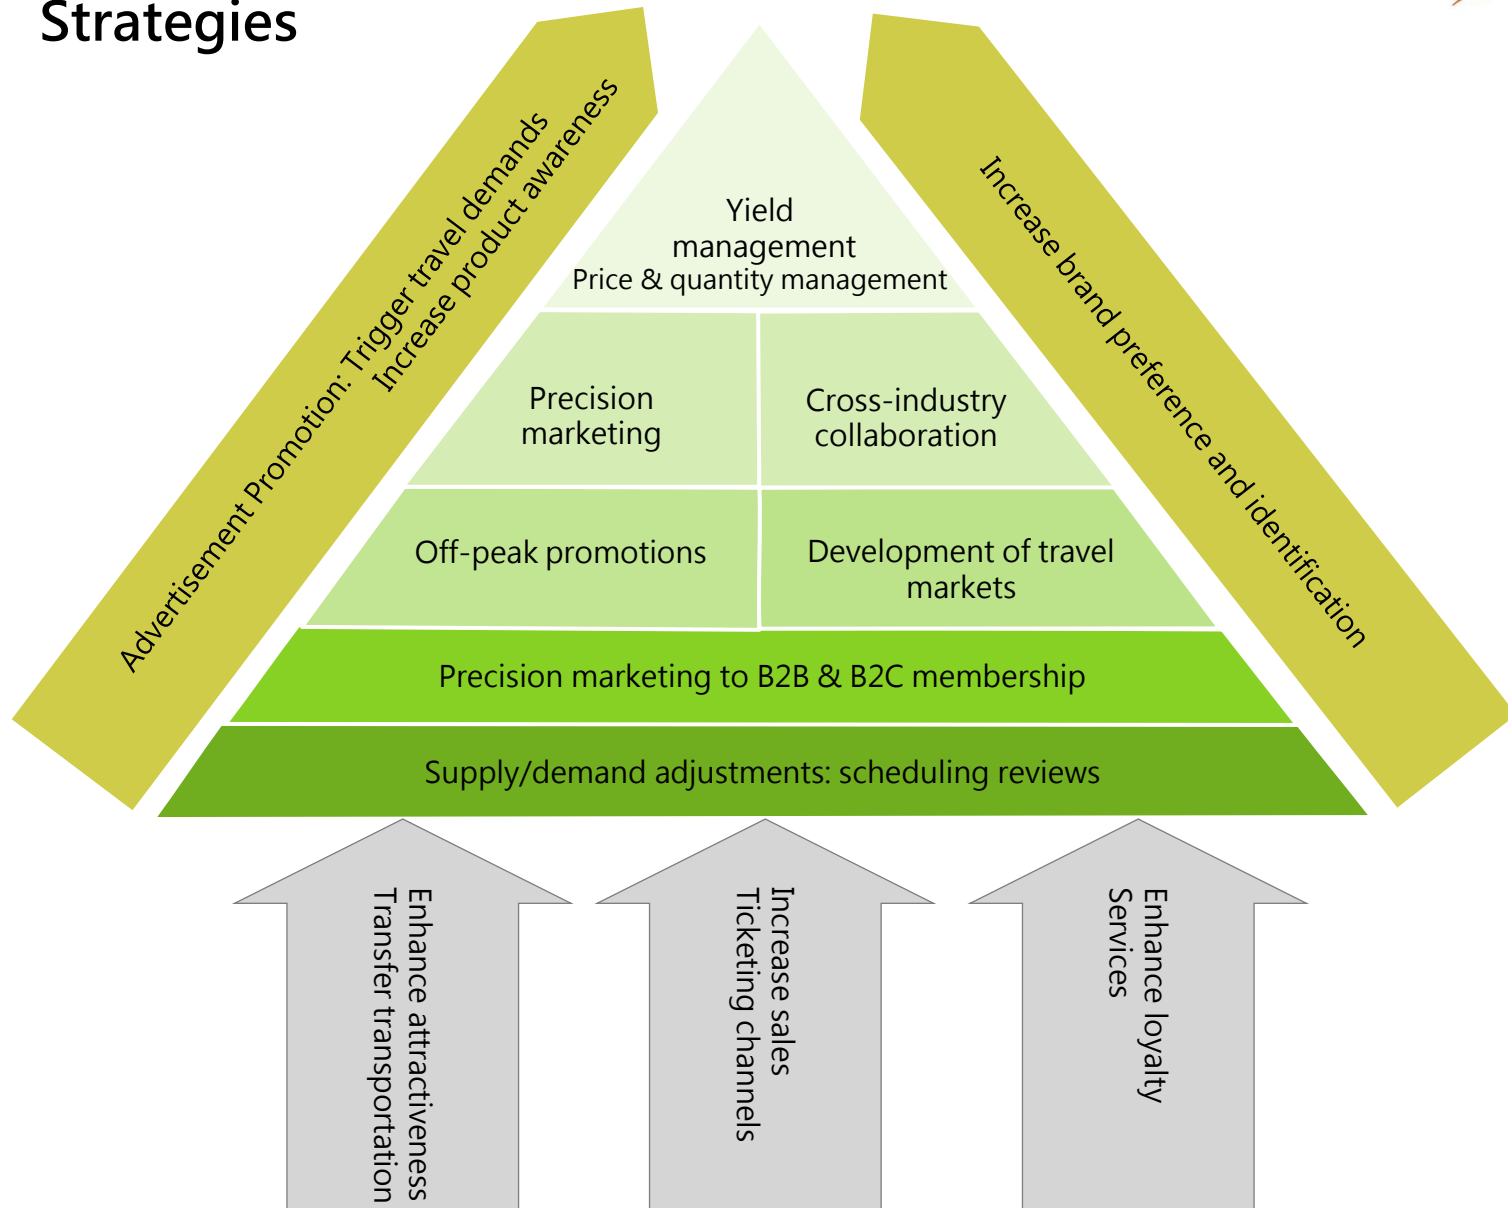 Strategies
Advertisement Promotion: Trigger travel demands
Increase product awareness
Increase brand preference and identification
Yield
management
Price & quantity management
Precision
marketing
Cross-industry
collaboration
Off-peak promotions
Development of travel
markets
Precision marketing to B2B & B2C membership
Supply/demand adjustments: scheduling reviews
Enhance attractiveness
Transfer transportation
Increase sales
Ticketing channels
Enhance loyalty
Services